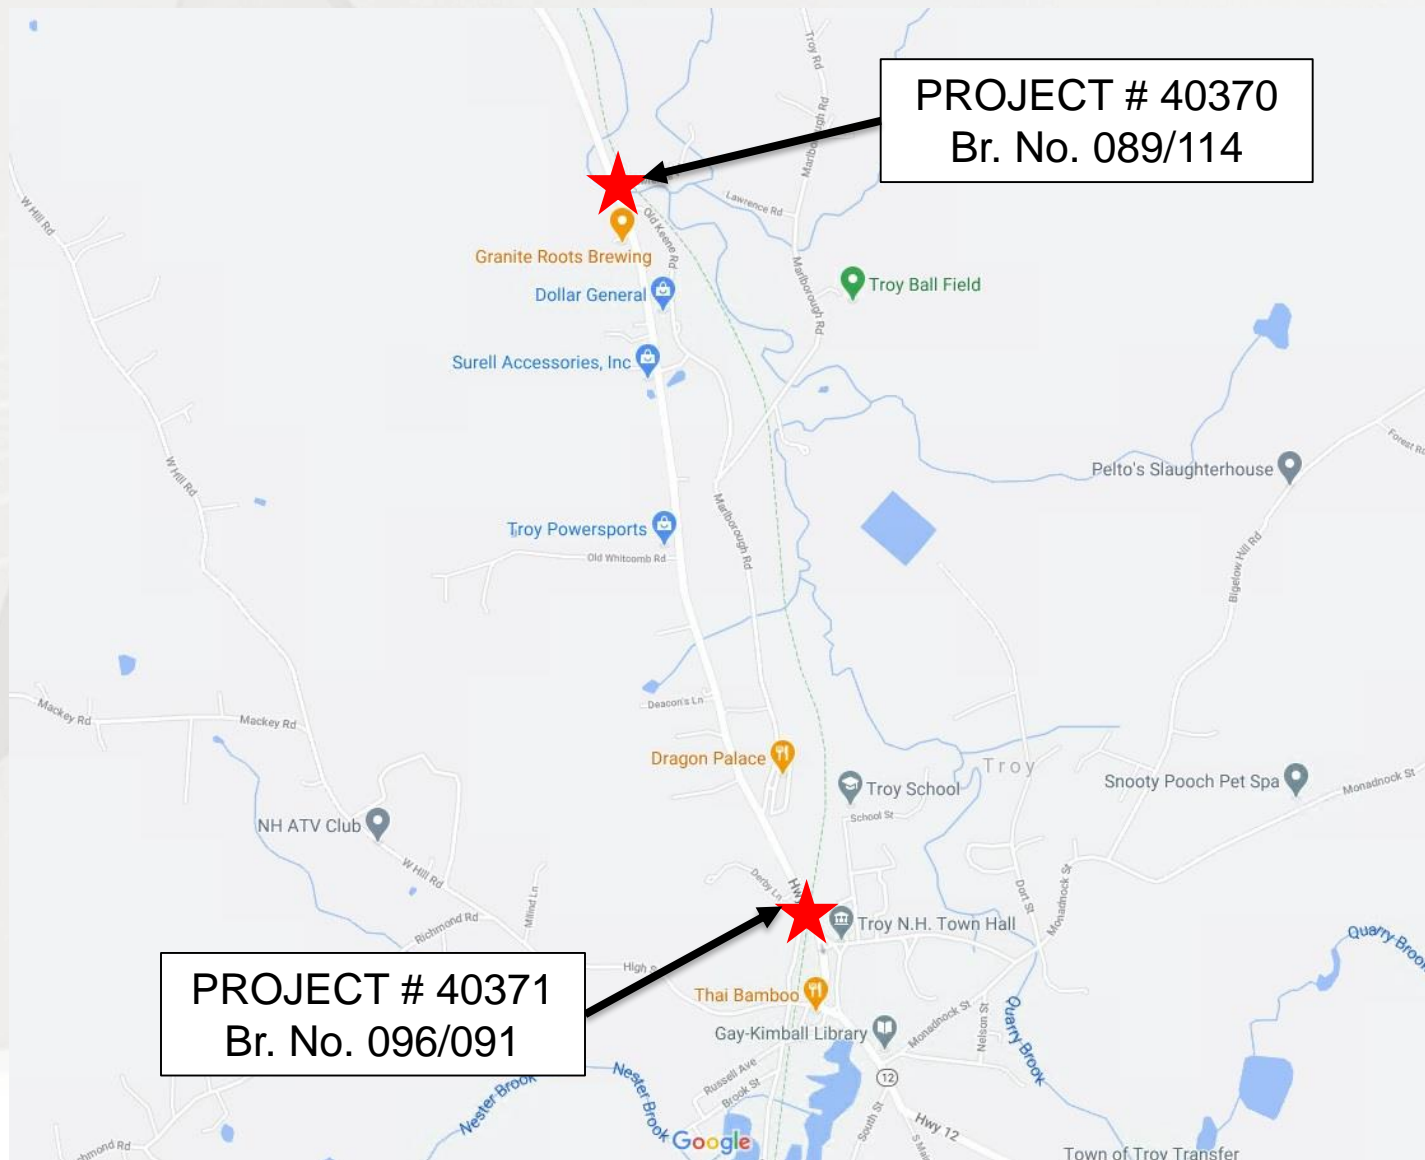 Troy Rd
PROJECT # 40370
Br. No. 089/114
Marlborough Rd
W Hill Rd
Lawrence Rd
Old Keene Rd
Granite Roots Brewing
Marlborough Rd
Troy Ball Field
Dollar General
Surell Accessories, Inc
Forest Rd
Pelto's Slaughterhouse
W Hill Rd
Marlborough Rd
Troy Powersports
Old Whitcomb Rd
Bigelow Hill Rd
Mackey Rd
Mackey Rd
Deacon's Ln
Dragon Palace
Troy
Troy School
Snooty Pooch Pet Spa
Monadnock St
School St
NH ATV Club
W Hill Rd
Derby Ln
Hwy
Dort St
Monadnock St
Milind Ln
Richmond Rd
Troy N.H. Town Hall
Quarry Brook
PROJECT # 40371
Br. No. 096/091
High S
Thai Bamboo
Gay-Kimball Library
Monadnock St
Nelson St
Quarry Brook
Nester Brook
Nester Brook
Russell Ave
Brook St
12
South St
S Mai
Hwy 12
Google
hmond Rd
Town of Troy Transfer